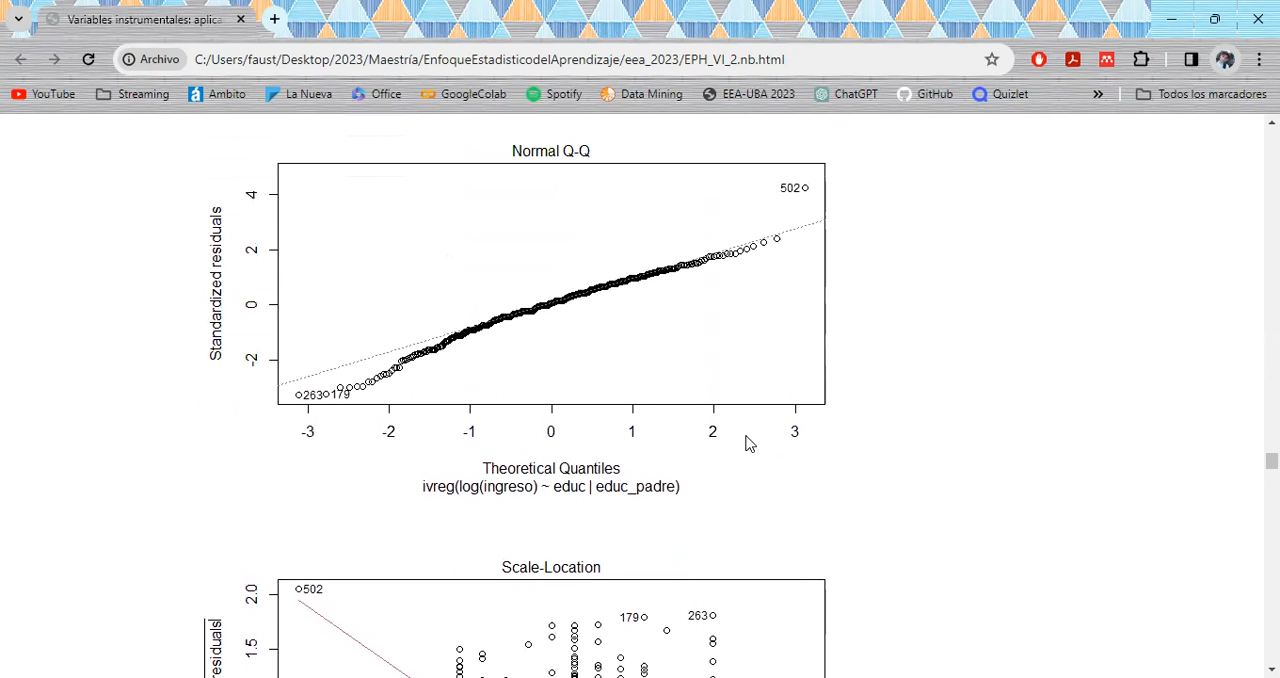 Variables instrumentales: aplica
Archivo C:/Users/faust/Desktop/2023/Maestria/EnfoqueEstadisticodelAprendizaje/eea_2023/EPH_VI_2.nb.html
YouTube Streaming Ambito La Nueva Office GoogleColab Spotify Data Mining EEA-UBA 2023 ChatGPT GitHub Quizlet » Todos los marcadores
Normal Q-Q
502
4
2
0
-2
Standardized residuals
263 179
-3 -2 -1 0 1 2 3
Theoretical Quantiles
ivreg(log(ingreso) ~ educ | educ_padre)
Scale-Location
2.0
502
179 263
1.5
residuals